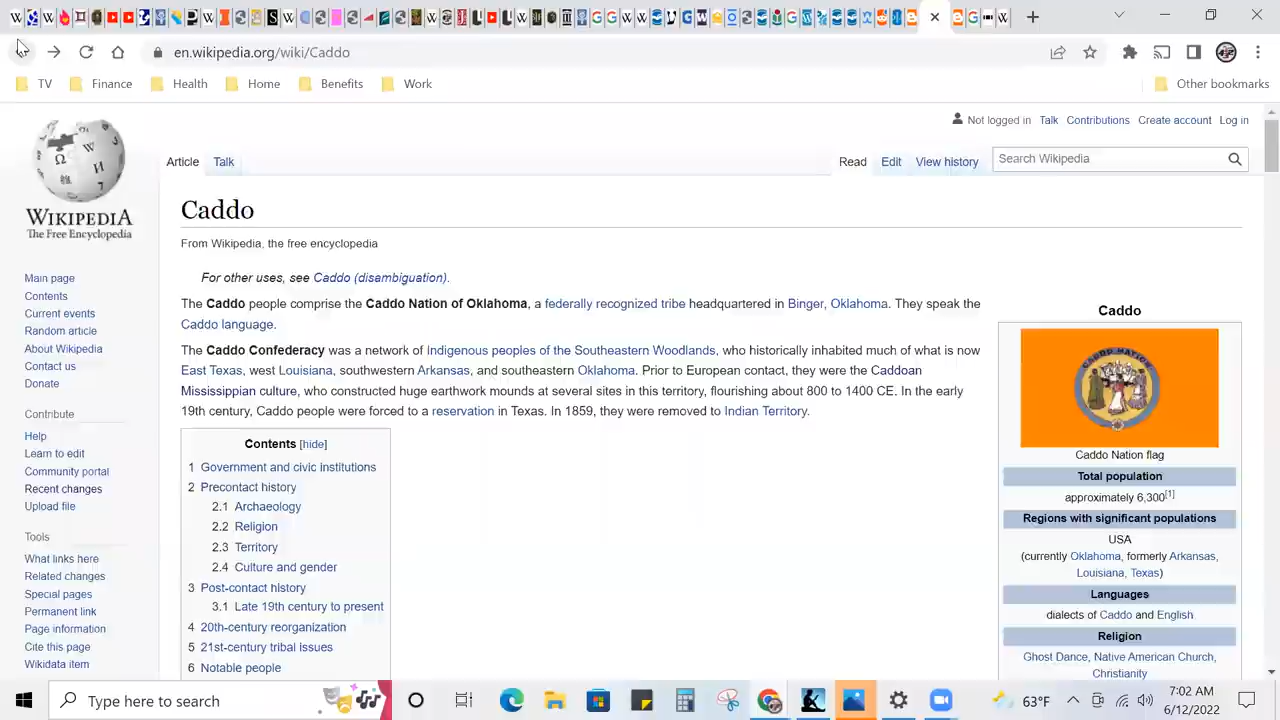 en.wikipedia.org/wiki/Caddo
TV Finance Health Home Benefits Work Other bookmarks
Not logged in Talk Contributions Create account Log in
Article Talk Read Edit View history Search Wikipedia
WIKIPEDIA
The Free Encyclopedia
Main page
Contents
Current events
Random article
About Wikipedia
Contact us
Donate
Contribute
Help
Learn to edit
Community portal
Recent changes
Upload file
Tools
What links here
Related changes
Special pages
Permanent link
Page information
Cite this page
Wikidata item
Caddo
From Wikipedia, the free encyclopedia
For other uses, see Caddo (disambiguation).
The Caddo people comprise the Caddo Nation of Oklahoma, a federally recognized tribe headquartered in Binger, Oklahoma. They speak the
Caddo language.
The Caddo Confederacy was a network of Indigenous peoples of the Southeastern Woodlands, who historically inhabited much of what is now
East Texas, west Louisiana, southwestern Arkansas, and southeastern Oklahoma. Prior to European contact, they were the Caddoan
Mississippian culture, who constructed huge earthwork mounds at several sites in this territory, flourishing about 800 to 1400 CE. In the early
19th century, Caddo people were forced to a reservation in Texas. In 1859, they were removed to Indian Territory.
Contents [hide]
1 Government and civic institutions
2 Precontact history
2.1 Archaeology
2.2 Religion
2.3 Territory
2.4 Culture and gender
3 Post-contact history
3.1 Late 19th century to present
4 20th-century reorganization
5 21st-century tribal issues
6 Notable people
Caddo
CADDO NATION
Caddo Nation flag
Total population
approximately 6,300[1]
Regions with significant populations
USA
(currently Oklahoma, formerly Arkansas,
Louisiana, Texas)
Languages
dialects of Caddo and English
Religion
Ghost Dance, Native American Church,
Christianity
Type here to search
63°F
7:02 AM
6/12/2022